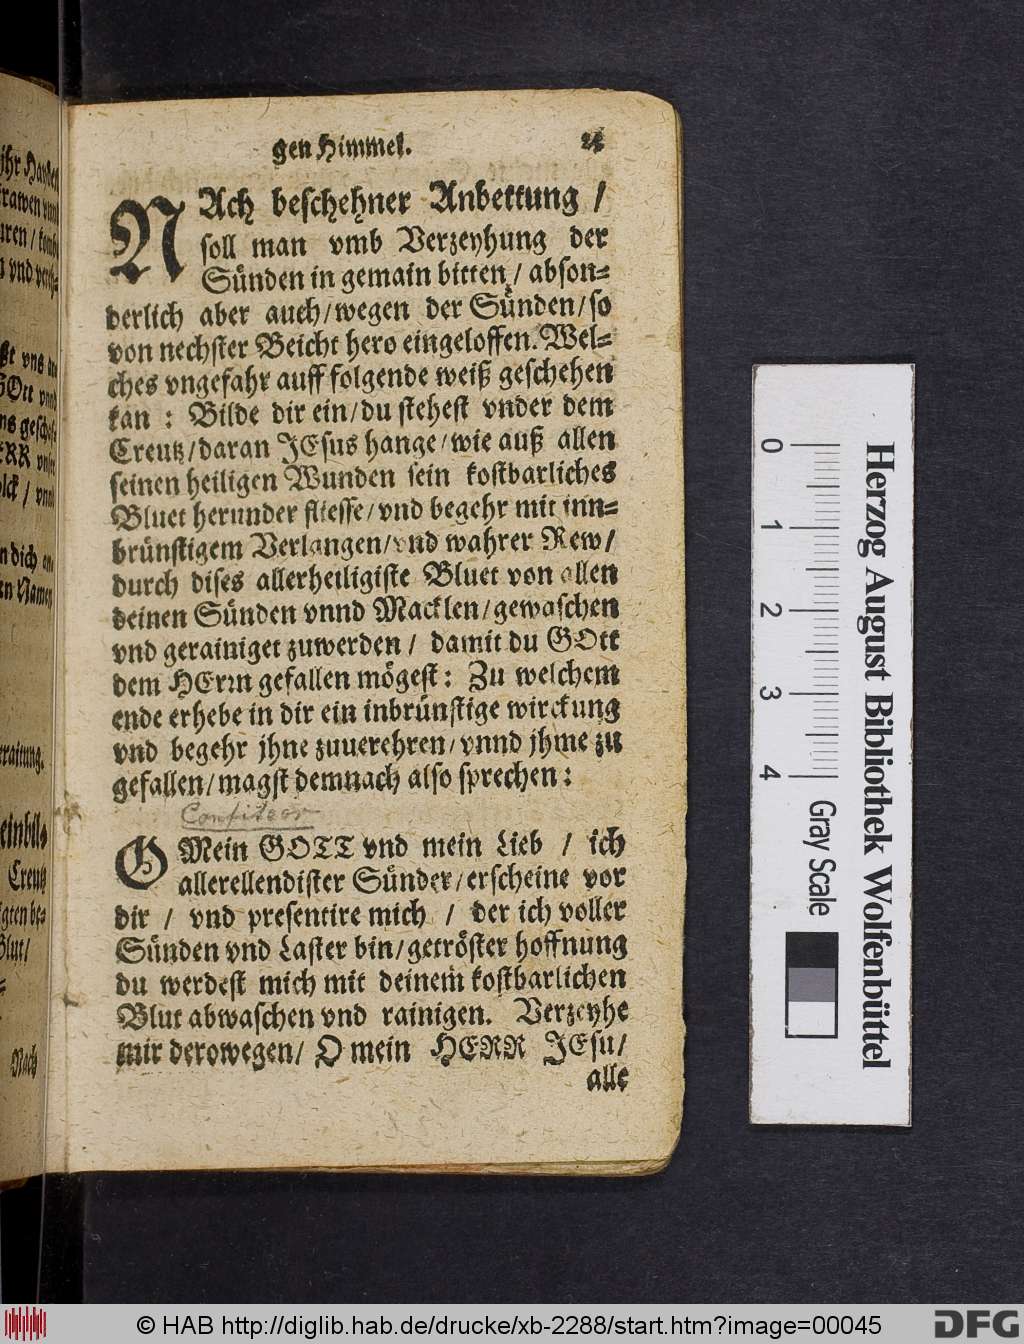 gen Himmel.
NAch beschehner Anbettung /
soll man vmb Verzeyhung der
Sünden in gemain bitten / abson=
derlich aber auch / wegen der Sünden / so
von nechster Beicht hero eingeloffen. Wel=
ches vngefahr auff folgende weiß geschehen
kan : Bilde dir ein / du stehest vnder dem
Creutz / daran JEsus hange / wie auß allen
seinen heiligen Wunden sein kostbarliches
Bluet herunder fliesse / vnd begehr mit inn=
brünstigem Verlangen / vnd wahrer Rew /
durch dises allerheiligiste Bluet von allen
deinen Sünden vnnd Macklen / gewaschen
vnd gerainiget zuwerden / damit du GOtt
dem HErrn gefallen mögest : Zu welchem
ende erhebe in dir ein inbrünstige wirckung
vnd begehr jhne zuuerehren / vnnd jhme zu
gefallen / magst demnach also sprechen :
Confiteor
O Mein GOTT vnd mein Lieb / ich
allerellendister Sünder / erscheine vor
dir / vnd presentire mich / der ich voller
Sünden vnd Laster bin / getröster hoffnung
du werdest mich mit deinem kostbarlichen
Blut abwaschen vnd rainigen. Verzeyhe
mir derowegen / O mein HERR JEsu /
alle
jhr
vnd
vns
GOtt
dich
Namen
Creutz
Blut /
Nach
0 1 2 3 4
Gray Scale
Herzog August Bibliothek Wolfenbüttel
© HAB http://diglib.hab.de/drucke/xb-2288/start.htm?image=00045
DFG